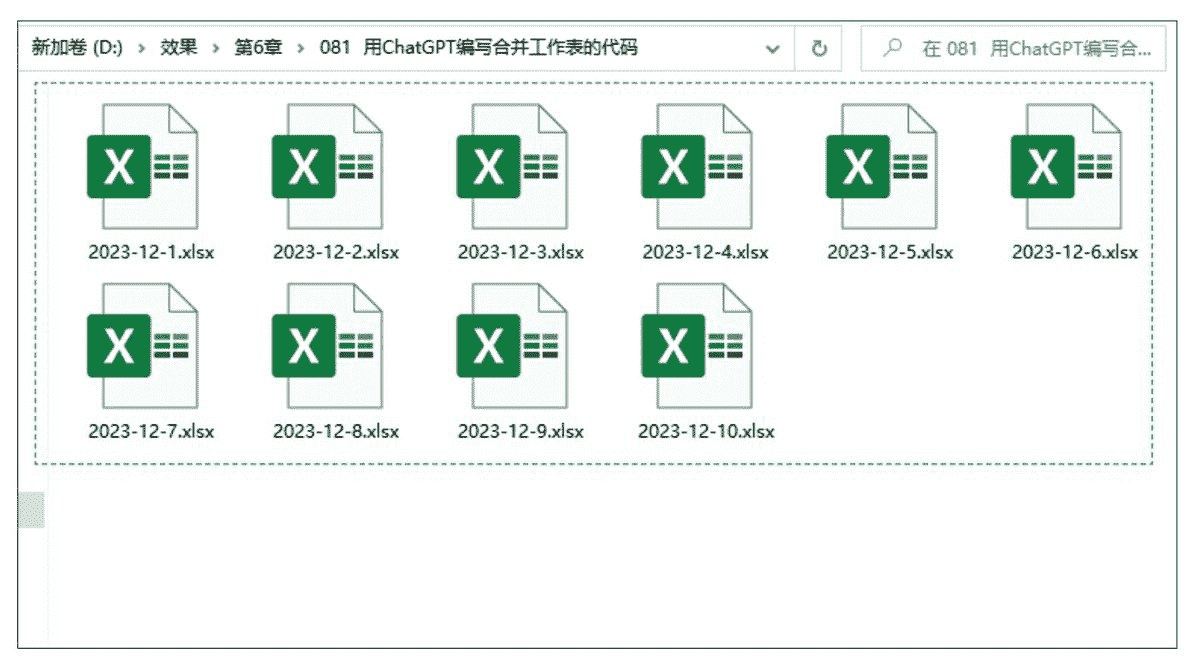 新加卷 (D:) › 效果 › 第6章 › 081 用ChatGPT编写合并工作表的代码
在 081 用ChatGPT编写合...
2023-12-1.xlsx 2023-12-2.xlsx 2023-12-3.xlsx 2023-12-4.xlsx 2023-12-5.xlsx 2023-12-6.xlsx
2023-12-7.xlsx 2023-12-8.xlsx 2023-12-9.xlsx 2023-12-10.xlsx